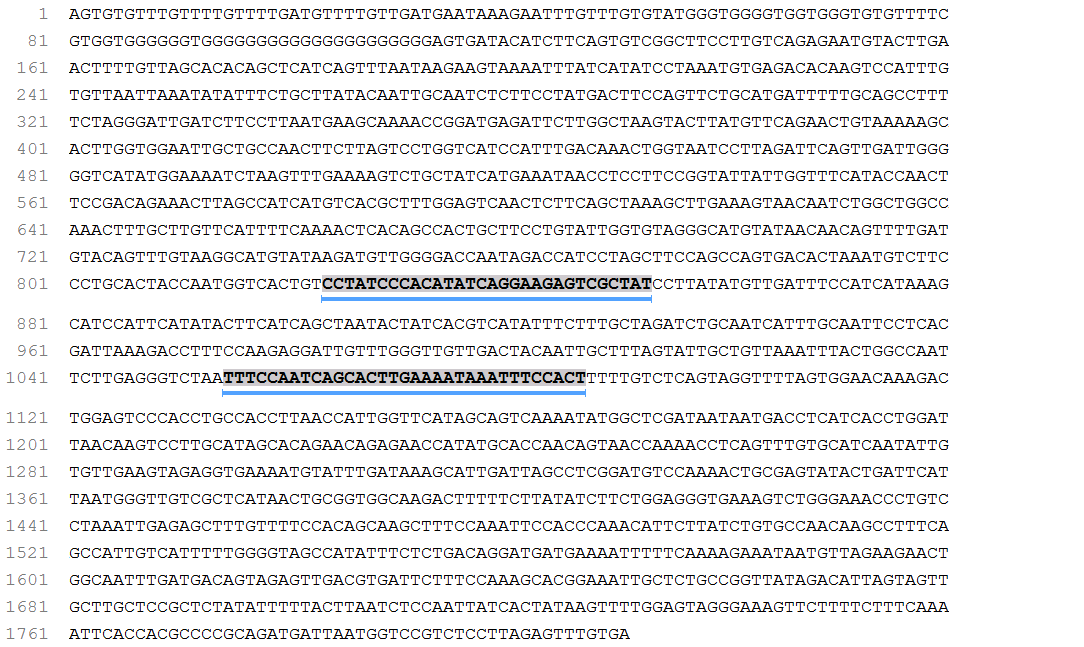 1 AGTGTGTTTGTTTTGTTTTGATGTTTTGTTGATGAATAAAGAATTTGTTTGTGTATGGGTGGGGTGGTGGGTGTGTTTTC
81 GTGGTGGGGGGTGGGGGGGGGGGGGGGGGGGGGGGAGTGATACATCTTCAGTGTCGGCTTCCTTGTCAGAGAATGTACTTGA
161 ACTTTTGTTAGCACACAGCTCATCAGTTTAATAAGAAGTAAAATTTATCATATCCTAAATGTGAGACACAAGTCCATTTG
241 TGTTAATTAAATATATTTCTGCTTATACAATTGCAATCTCTTCCTATGACTTCCAGTTCTGCATGATTTTTGCAGCCTTT
321 TCTAGGGATTGATCTTCCTTAATGAAGCAAAACCGGATGAGATTCTTGGCTAAGTACTTATGTTCAGAACTGTAAAAAGC
401 ACTTGGTGGAATTGCTGCCAACTTCTTAGTCCTGGTCATCCATTTGACAAACTGGTAATCCTTAGATTCAGTTGATTGGG
481 GGTCATATGGAAAATCTAAGTTTGAAAAGTCTGCTATCATGAAATAACCTCCTTCCGGTATTATTGGTTTCATACCAACT
561 TCCGACAGAAACTTAGCCATCATGTCACGCTTTGGAGTCAACTCTTCAGCTAAAGCTTGAAAGTAACAATCTGGCTGGCC
641 AAACTTTGCTTGTTCATTTTCAAAACTCACAGCCACTGCTTCCTGTATTGGTGTAGGGCATGTATAACAACAGTTTTGAT
721 GTACAGTTTGTAAGGCATGTATAAGATGTTGGGGACCAATAGACCATCCTAGCTTCCAGCCAGTGACACTAAATGTCTTC
801 CCTGCACTACCAATGGTCACTGTCCTATCCCACATATCAGGAAGAGTCGCTATCCTTATATGTTGATTTCCATCATAAAG
881 CATCCATTCATATACTTCATCAGCTAATACTATCACGTCATATTTCTTTGCTAGATCTGCAATCATTTGCAATTCCTCAC
961 GATTAAAGACCTTTCCAAGAGGATTGTTTGGGTTGTTGACTACAATTGCTTTAGTATTGCTGTTAAATTTACTGGCCAAT
1041 TCTTGAGGGTCTAATTTCCAATCAGCACTTGAAAATAAATTTCCACTTTTTGTCTCAGTAGGTTTTAGTGGAACAAAGAC
1121 TGGAGTCCCACCTGCCACCTTAACCATTGGTTCATAGCAGTCAAAATATGGCTCGATAATAATGACCTCATCACCTGGAT
1201 TAACAAGTCCTTGCATAGCACAGAACAGAGAACCATATGCACCAACAGTAACCAAAACCTCAGTTTGTGCATCAATATTG
1281 TGTTGAAGTAGAGGTGAAAATGTATTTGATAAAGCATTGATTAGCCTCGGATGTCCAAAACTGCGAGTATACTGATTCAT
1361 TAATGGGTTGTCGCTCATAACTGCGGTGGCAAGACTTTTTCTTATATCTTCTGGAGGGTGAAAGTCTGGGAAACCCTGTC
1441 CTAAATTGAGAGCTTTGTTTTCCACAGCAAGCTTTCCAAATTCCACCCAAACATTCTTATCTGTGCCAACAAGCCTTTCA
1521 GCCATTGTCATTTTTGGGGTAGCCATATTTCTCTGACAGGATGATGAAAATTTTTCAAAAGAAATAATGTTAGAAGAACT
1601 GGCAATTTGATGACAGTAGAGTTGACGTGATTCTTTCCAAAGCACGGAAATTGCTCTGCCGGTTATAGACATTAGTAGTT
1681 GCTTGCTCCGCTCTATATTTTTACTTAATCTCCAATTATCACTATAAGTTTTGGAGTAGGGAAAGTTCTTTTCTTTCAAA
1761 ATTCACCACGCCCCGCAGATGATTAATGGTCCGTCTCCTTAGAGTTTGTGA